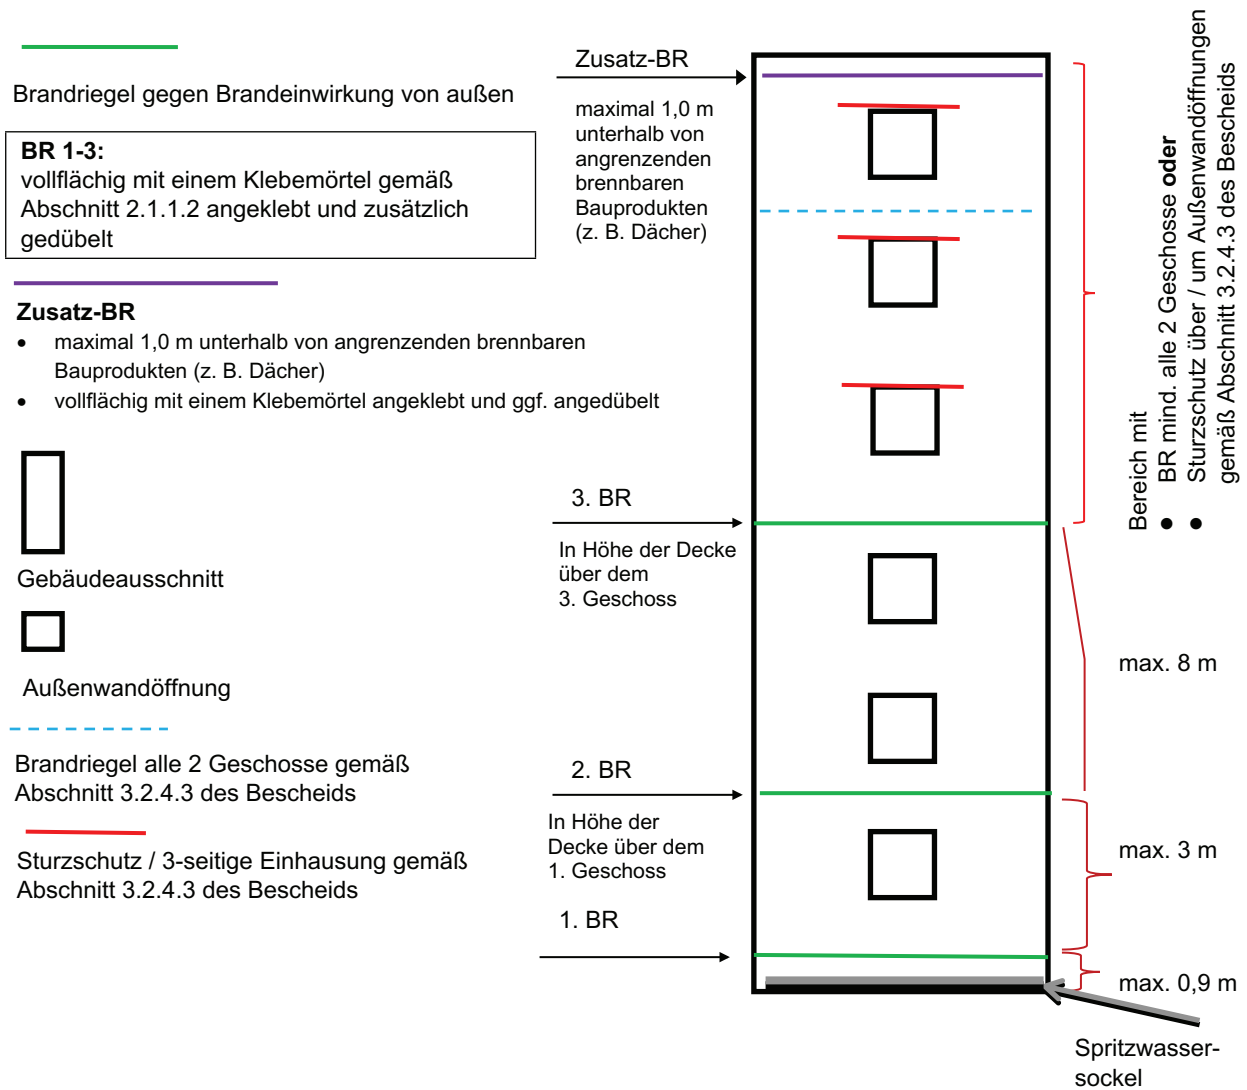 Brandriegel gegen Brandeinwirkung von außen
BR 1-3:
vollflächig mit einem Klebemörtel gemäß
Abschnitt 2.1.1.2 angeklebt und zusätzlich
gedübelt
Zusatz-BR
• maximal 1,0 m unterhalb von angrenzenden brennbaren
Bauprodukten (z. B. Dächer)
• vollflächig mit einem Klebemörtel angeklebt und ggf. angedübelt
Gebäudeausschnitt
Außenwandöffnung
Brandriegel alle 2 Geschosse gemäß
Abschnitt 3.2.4.3 des Bescheids
Sturzschutz / 3-seitige Einhausung gemäß
Abschnitt 3.2.4.3 des Bescheids
Zusatz-BR
maximal 1,0 m
unterhalb von
angrenzenden
brennbaren
Bauprodukten
(z. B. Dächer)
3. BR
In Höhe der Decke
über dem
3. Geschoss
2. BR
In Höhe der
Decke über dem
1. Geschoss
1. BR
Bereich mit
• BR mind. alle 2 Geschosse oder
• Sturzschutz über / um Außenwandöffnungen
gemäß Abschnitt 3.2.4.3 des Bescheids
max. 8 m
max. 3 m
max. 0,9 m
Spritzwasser-
sockel